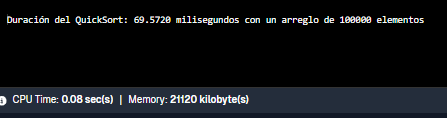 Duración del QuickSort: 69.5720 milisegundos con un arreglo de 100000 elementos
CPU Time: 0.08 sec(s) | Memory: 21120 kilobyte(s)